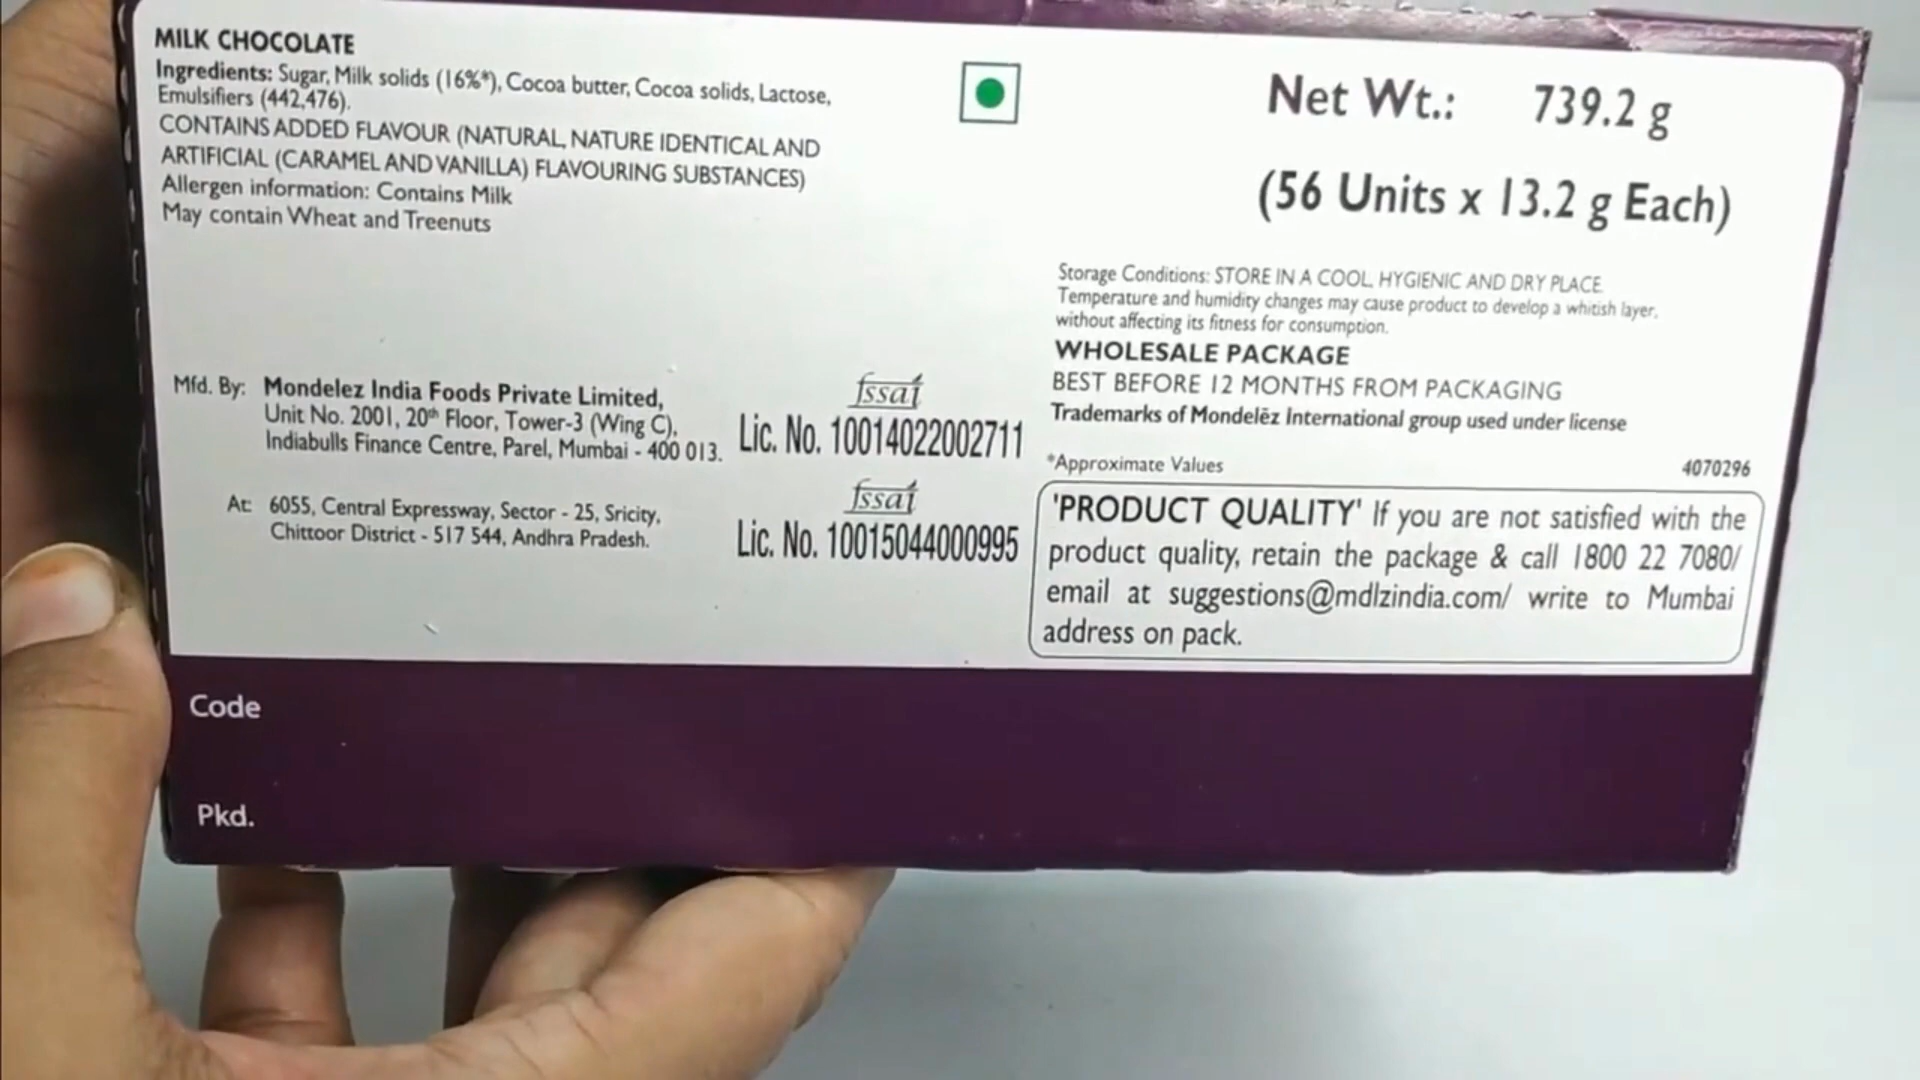 MILK CHOCOLATE
Ingredients: Sugar, Milk solids (16%*), Cocoa butter, Cocoa solids, Lactose,
Emulsifiers (442,476).
CONTAINS ADDED FLAVOUR (NATURAL, NATURE IDENTICAL AND
ARTIFICIAL (CARAMEL AND VANILLA) FLAVOURING SUBSTANCES)
Allergen information: Contains Milk
May contain Wheat and Treenuts
Net Wt.: 739.2 g
(56 Units x 13.2 g Each)
Storage Conditions: STORE IN A COOL, HYGIENIC AND DRY PLACE.
Temperature and humidity changes may cause product to develop a whitish layer,
without affecting its fitness for consumption.
WHOLESALE PACKAGE
BEST BEFORE 12 MONTHS FROM PACKAGING
Trademarks of Mondelēz International group used under license
*Approximate Values 4070296
Mfd. By: Mondelez India Foods Private Limited,
Unit No. 2001, 20th Floor, Tower-3 (Wing C),
Indiabulls Finance Centre, Parel, Mumbai - 400 013.
fssai
Lic. No. 10014022002711
At: 6055, Central Expressway, Sector - 25, Sricity,
Chittoor District - 517 544, Andhra Pradesh.
fssai
Lic. No. 10015044000995
'PRODUCT QUALITY' If you are not satisfied with the
product quality, retain the package & call 1800 22 7080/
email at suggestions@mdlzindia.com/ write to Mumbai
address on pack.
Code
Pkd.